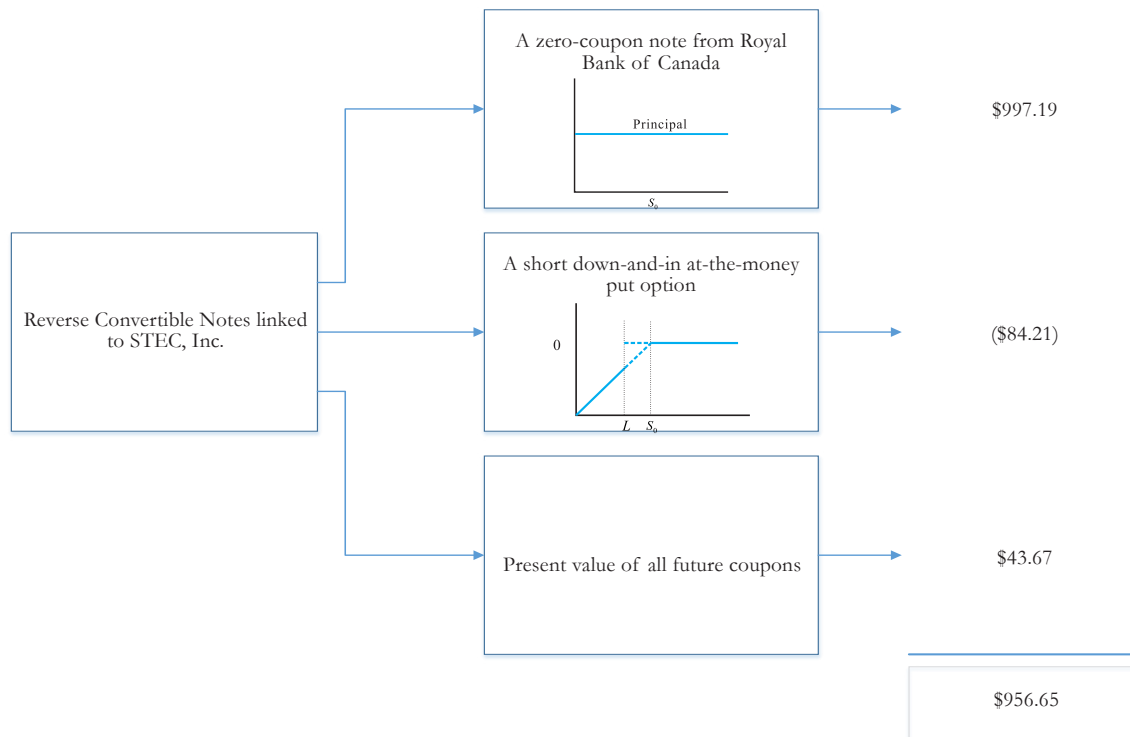 A zero-coupon note from Royal
Bank of Canada
Principal
S₀
$997.19
Reverse Convertible Notes linked
to STEC, Inc.
A short down-and-in at-the-money
put option
0
L S₀
($84.21)
Present value of all future coupons
$43.67
$956.65